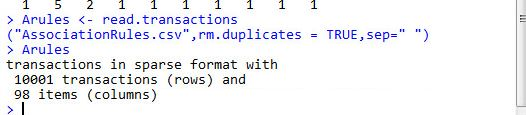 1 5 2 1 1 1 1 1 1 1
> Arules <- read.transactions
("AssociationRules.csv",rm.duplicates = TRUE,sep=" ")
> Arules
transactions in sparse format with
10001 transactions (rows) and
98 items (columns)
>